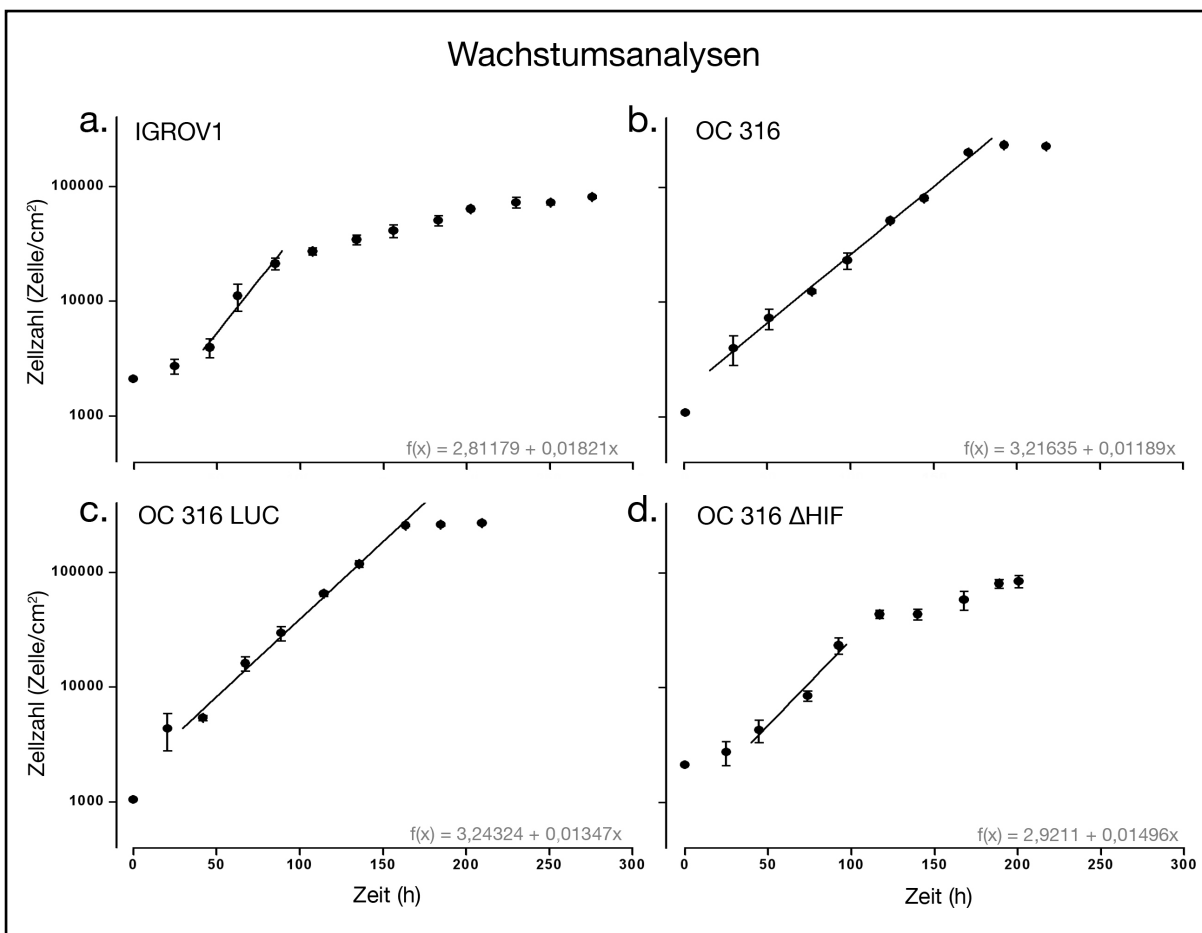 Wachstumsanalysen
a. IGROV1
b. OC 316
Zellzahl (Zelle/cm²)
100000
10000
1000
f(x) = 2,81179 + 0,01821x
f(x) = 3,21635 + 0,01189x
c. OC 316 LUC
d. OC 316 ΔHIF
Zellzahl (Zelle/cm²)
100000
10000
1000
f(x) = 3,24324 + 0,01347x
f(x) = 2,9211 + 0,01496x
0 50 100 150 200 250 300
0 50 100 150 200 250 300
Zeit (h)
Zeit (h)